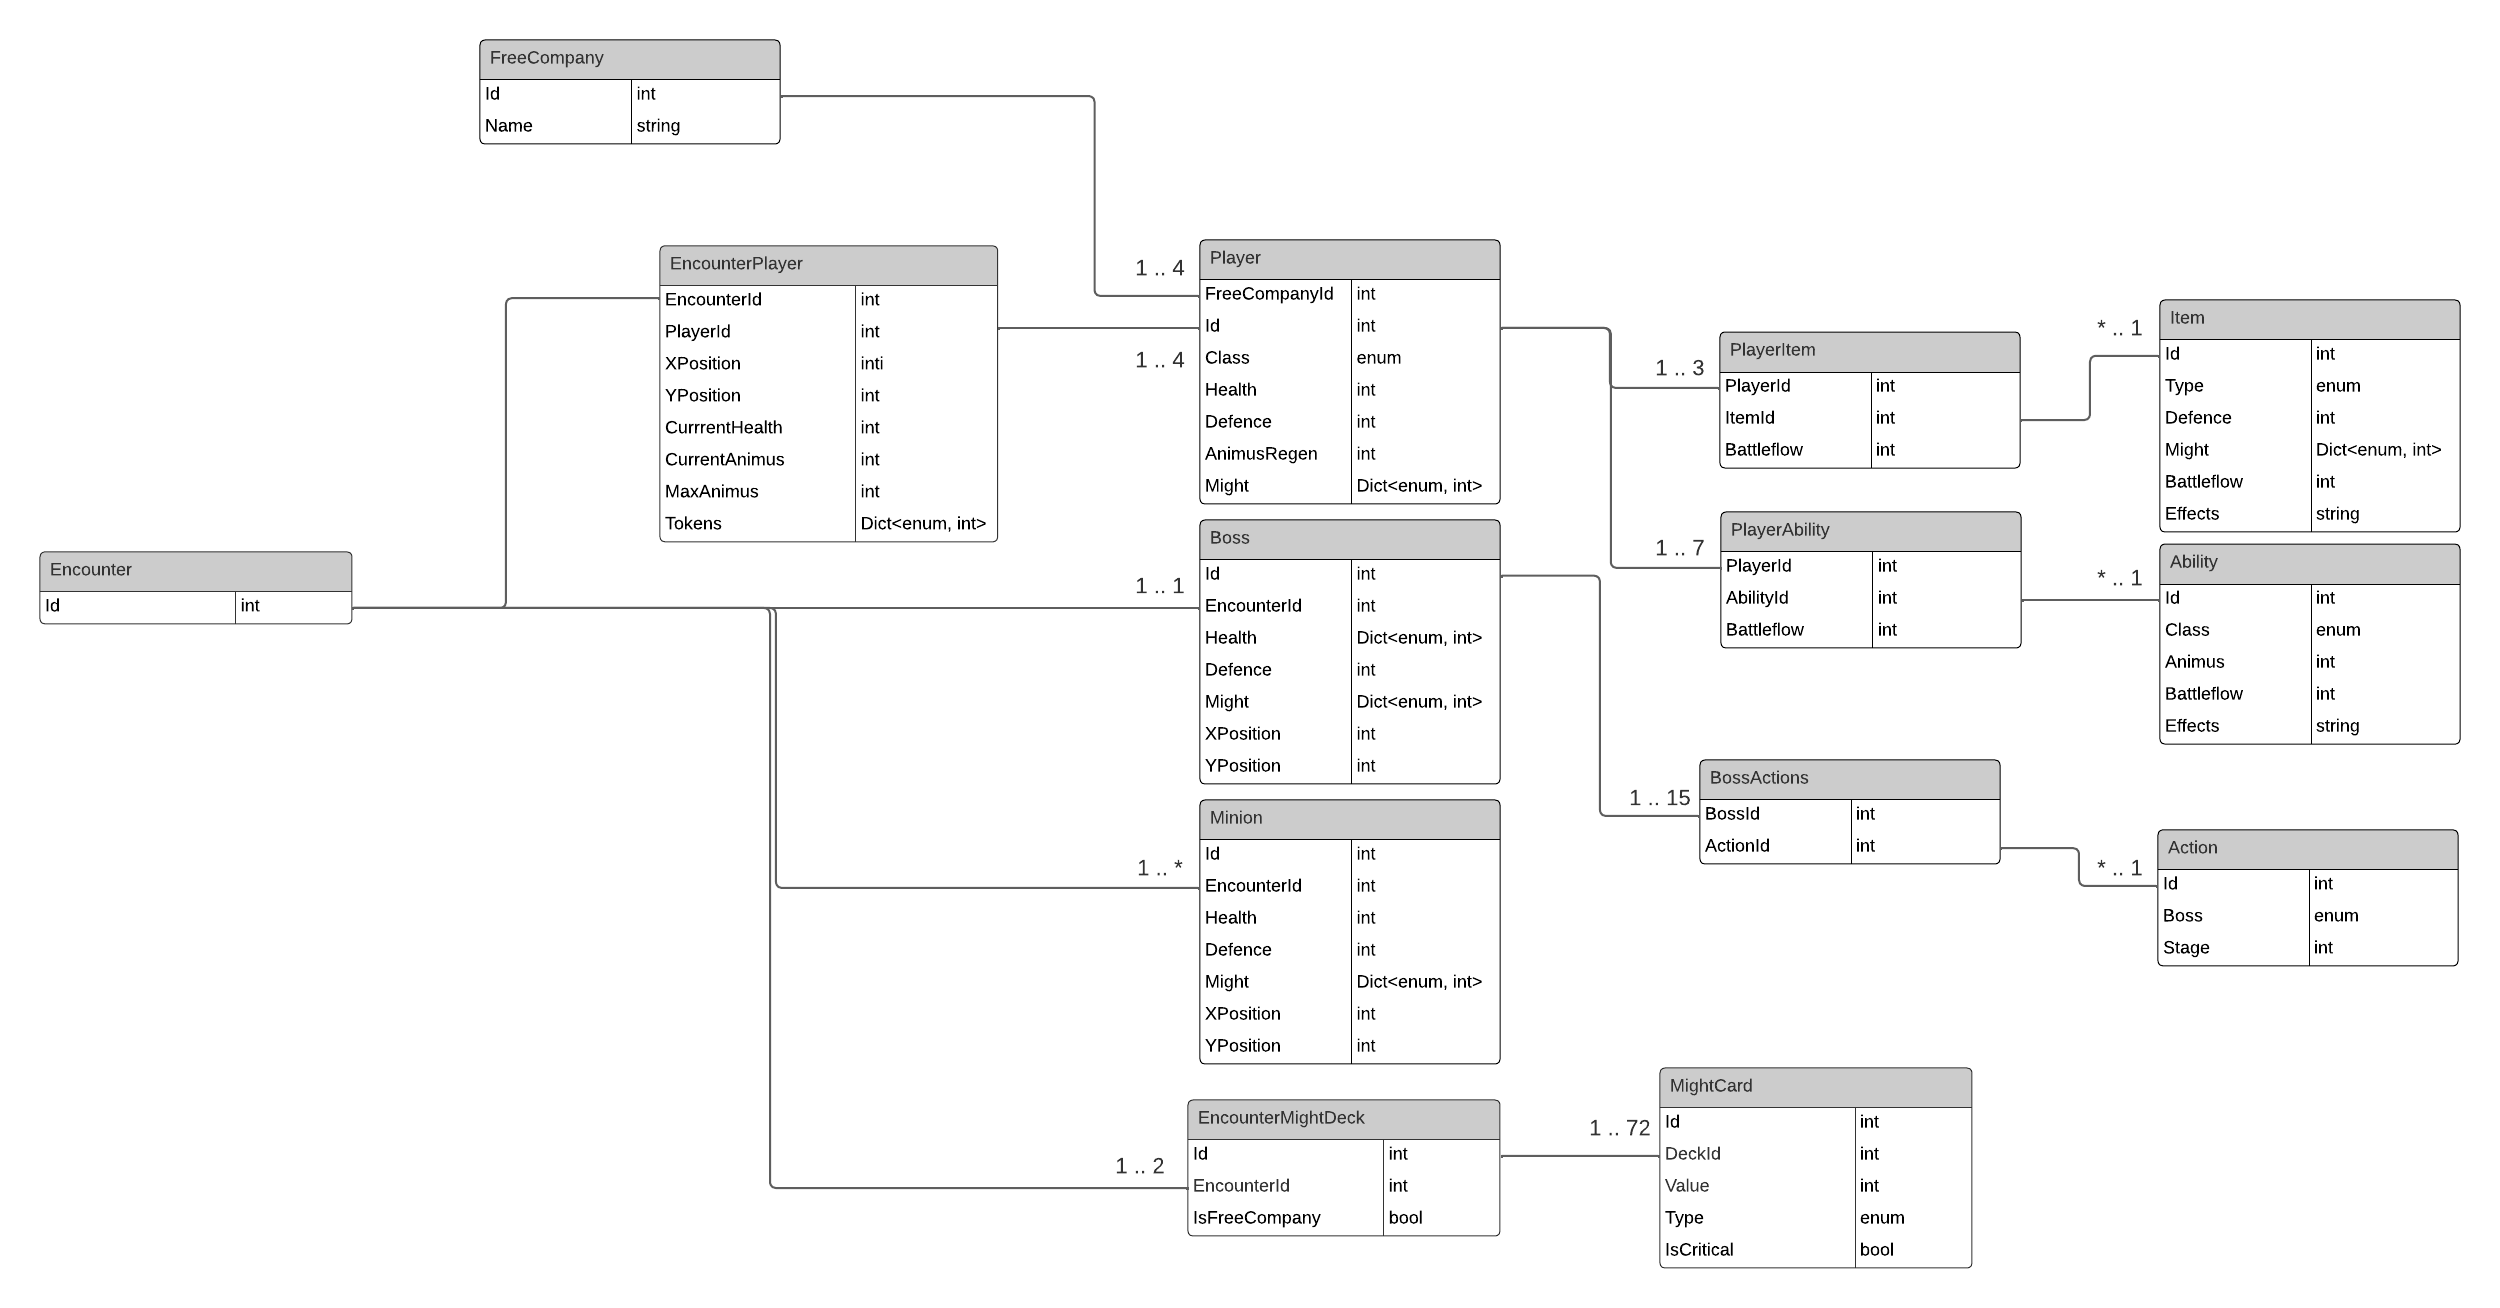 FreeCompany
Id int
Name string
EncounterPlayer
EncounterId int
PlayerId int
XPosition inti
YPosition int
CurrrentHealth int
CurrentAnimus int
MaxAnimus int
Tokens Dict<enum, int>
Encounter
Id int
1 .. 4
1 .. 4
Player
FreeCompanyId int
Id int
Class enum
Health int
Defence int
AnimusRegen int
Might Dict<enum, int>
1 .. 1
Boss
Id int
EncounterId int
Health Dict<enum, int>
Defence int
Might Dict<enum, int>
XPosition int
YPosition int
1 .. *
Minion
Id int
EncounterId int
Health int
Defence int
Might Dict<enum, int>
XPosition int
YPosition int
1 .. 2
EncounterMightDeck
Id int
EncounterId int
IsFreeCompany bool
1 .. 3
PlayerItem
PlayerId int
ItemId int
Battleflow int
1 .. 7
PlayerAbility
PlayerId int
AbilityId int
Battleflow int
1 .. 15
BossActions
BossId int
ActionId int
1 .. 72
MightCard
Id int
DeckId int
Value int
Type enum
IsCritical bool
* .. 1
Item
Id int
Type enum
Defence int
Might Dict<enum, int>
Battleflow int
Effects string
* .. 1
Ability
Id int
Class enum
Animus int
Battleflow int
Effects string
* .. 1
Action
Id int
Boss enum
Stage int